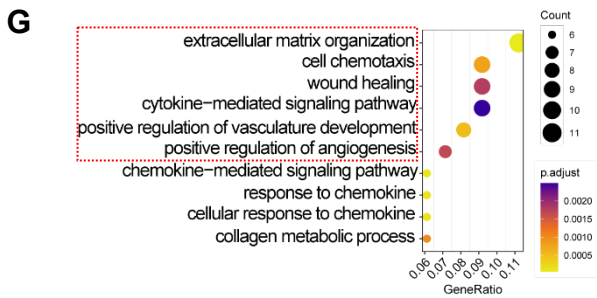 G
extracellular matrix organization
cell chemotaxis
wound healing
cytokine−mediated signaling pathway
positive regulation of vasculature development
positive regulation of angiogenesis
chemokine−mediated signaling pathway
response to chemokine
cellular response to chemokine
collagen metabolic process
0.06 0.07 0.08 0.09 0.10 0.11
GeneRatio
Count
6
7
8
9
10
11
p.adjust
0.0020
0.0015
0.0010
0.0005